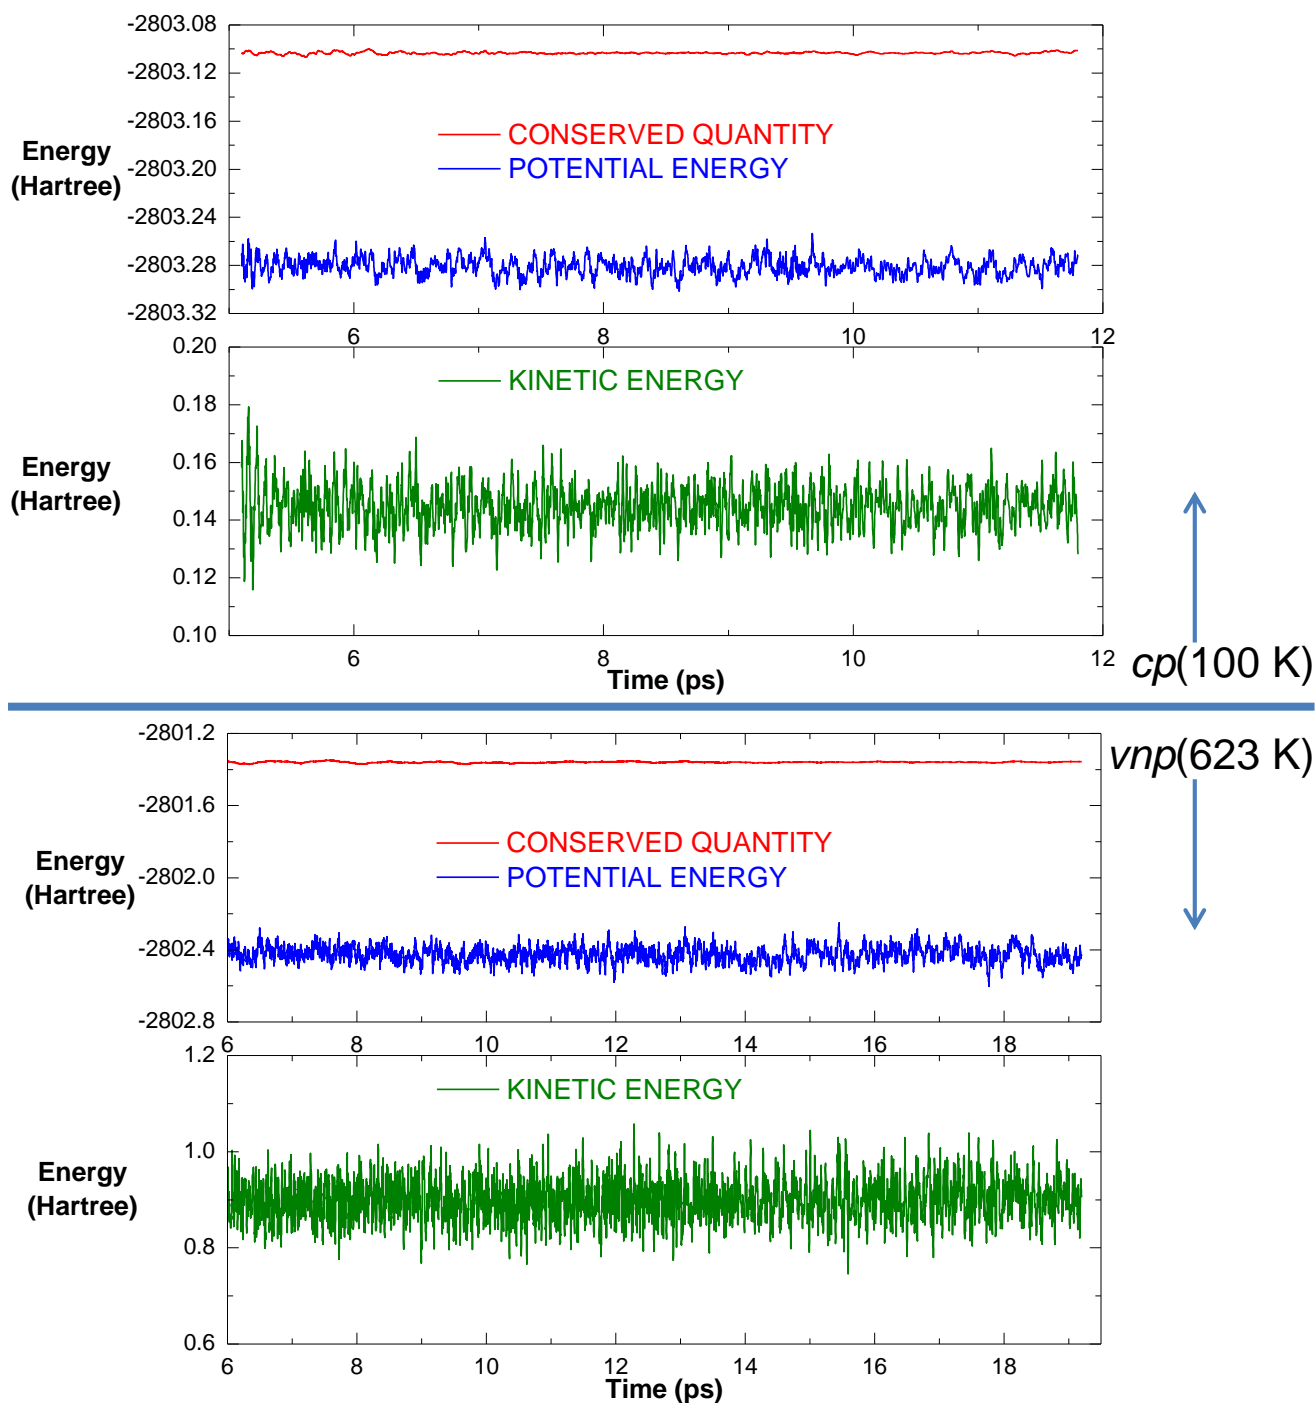 -2803.08
-2803.12
-2803.16
-2803.20
-2803.24
-2803.28
-2803.32
Energy
(Hartree)
CONSERVED QUANTITY
POTENTIAL ENERGY
6 8 10 12
0.20
0.18
0.16
0.14
0.12
0.10
Energy
(Hartree)
KINETIC ENERGY
6 8 10 12
Time (ps)
cp(100 K)
vnp(623 K)
-2801.2
-2801.6
-2802.0
-2802.4
-2802.8
Energy
(Hartree)
CONSERVED QUANTITY
POTENTIAL ENERGY
6 8 10 12 14 16 18
1.2
1.0
0.8
0.6
Energy
(Hartree)
KINETIC ENERGY
6 8 10 12 14 16 18
Time (ps)